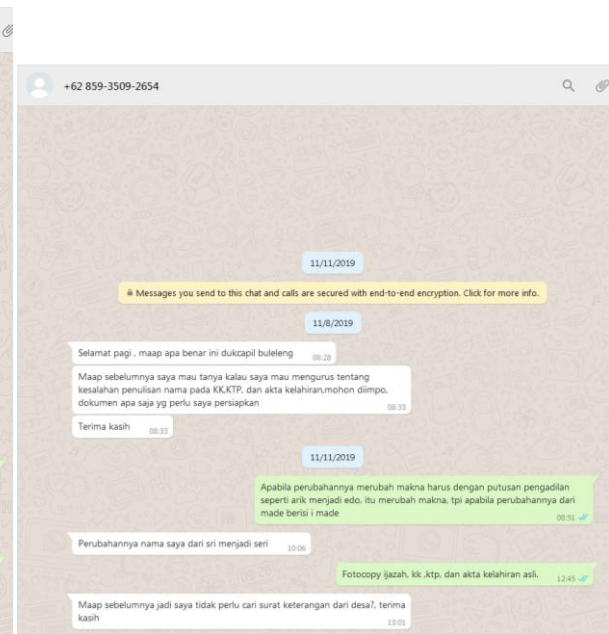 +62 859-3509-2654
11/11/2019
Messages you send to this chat and calls are secured with end-to-end encryption. Click for more info.
11/8/2019
Selamat pagi , maap apa benar ini dukcapil buleleng
08:28
Maap sebelumnya saya mau tanya kalau saya mau mengurus tentang
kesalahan penulisan nama pada KK,KTP, dan akta kelahiran,mohon diimpo,
dokumen apa saja yg perlu saya persiapkan
08:33
Terima kasih
08:33
11/11/2019
Apabila perubahannya merubah makna harus dengan putusan pengadilan
seperti arik menjadi edo, itu merubah makna, tpi apabila perubahannya dari
made berisi i made
08:51
Perubahannya nama saya dari sri menjadi seri
10:06
Fotocopy ijazah, kk ,ktp, dan akta kelahiran asli.
12:45
Maap sebelumnya jadi saya tidak perlu cari surat keterangan dari desa?, terima
kasih
13:01